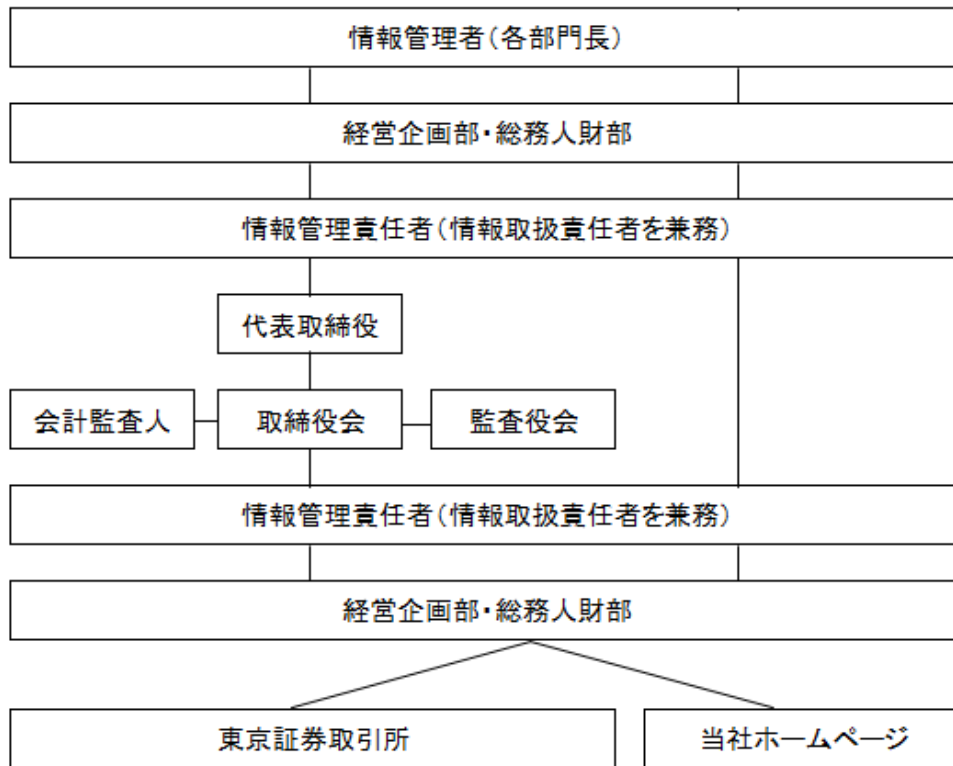 情報管理者（各部門長）
経営企画部・総務人財部
情報管理責任者（情報取扱責任者を兼務）
代表取締役
会計監査人
取締役会
監査役会
情報管理責任者（情報取扱責任者を兼務）
経営企画部・総務人財部
東京証券取引所
当社ホームページ